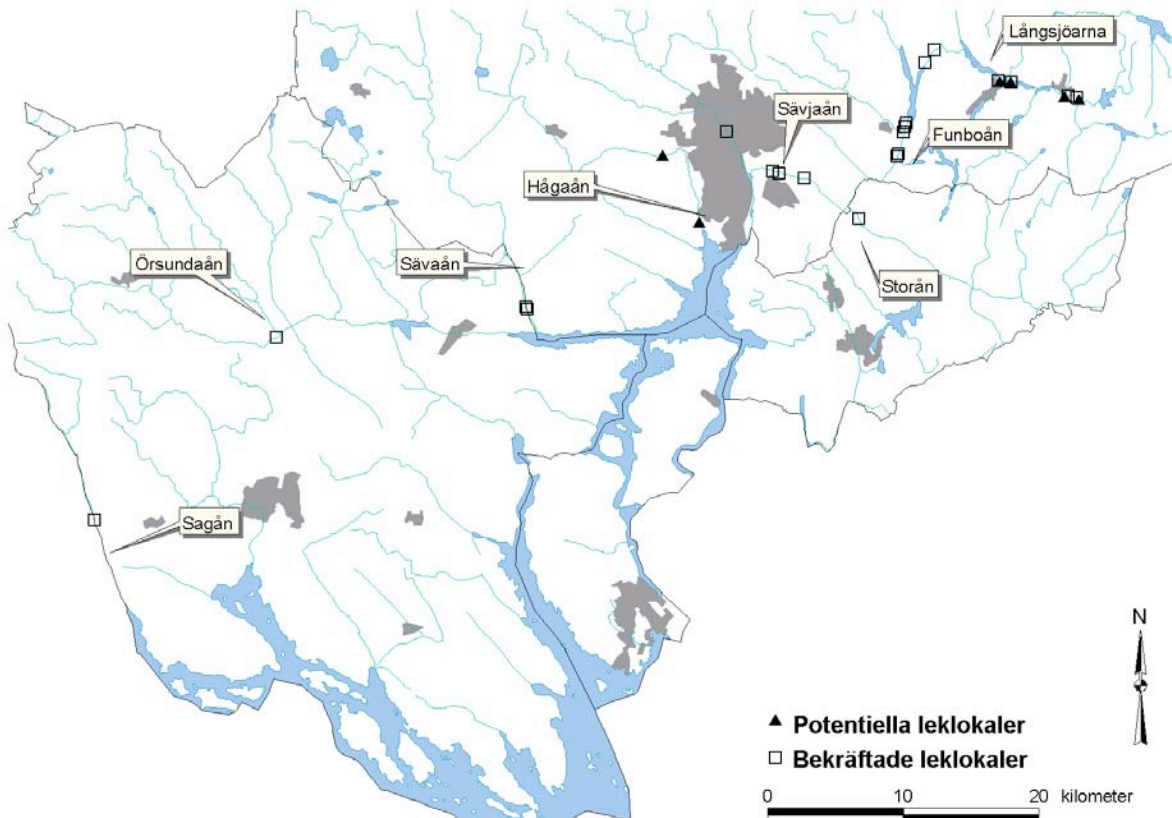 Långsjöarna
Sävjaån
Funboån
Hågaån
Örsundaån
Sävaån
Storån
Sagån
N
Potentiella leklokaler
Bekräftade leklokaler
0 10 20 kilometer